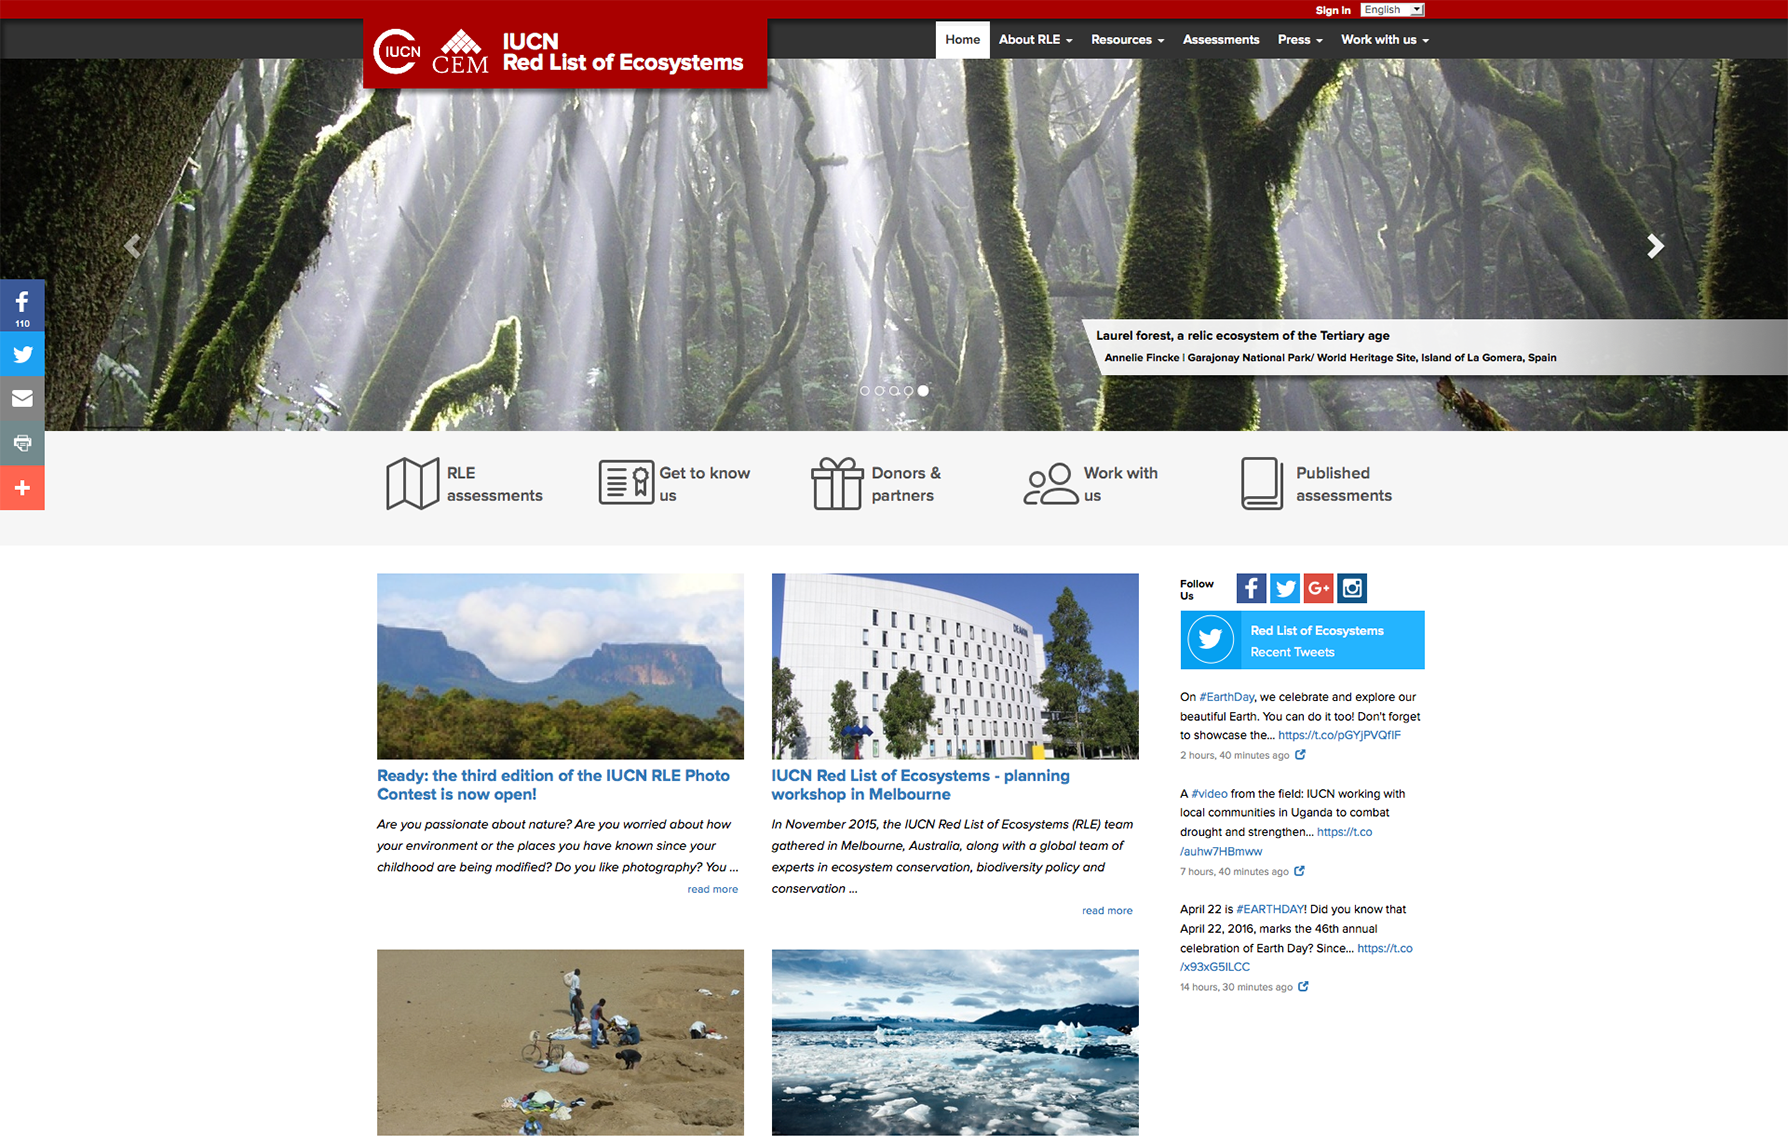 Sign In English
IUCN
CEM
IUCN
Red List of Ecosystems
Home About RLE Resources Assessments Press Work with us
110
Laurel forest, a relic ecosystem of the Tertiary age
Annelie Fincke | Garajonay National Park/ World Heritage Site, Island of La Gomera, Spain
RLE
assessments
Get to know
us
Donors &
partners
Work with
us
Published
assessments
DEAKIN
Ready: the third edition of the IUCN RLE Photo
Contest is now open!
Are you passionate about nature? Are you worried about how
your environment or the places you have known since your
childhood are being modified? Do you like photography? You ...
read more
IUCN Red List of Ecosystems - planning
workshop in Melbourne
In November 2015, the IUCN Red List of Ecosystems (RLE) team
gathered in Melbourne, Australia, along with a global team of
experts in ecosystem conservation, biodiversity policy and
conservation ...
read more
Follow
Us
G+
Red List of Ecosystems
Recent Tweets
On #EarthDay, we celebrate and explore our
beautiful Earth. You can do it too! Don't forget
to showcase the... https://t.co/pGYjPVQfIF
2 hours, 40 minutes ago
A #video from the field: IUCN working with
local communities in Uganda to combat
drought and strengthen... https://t.co
/auhw7HBmww
7 hours, 40 minutes ago
April 22 is #EARTHDAY! Did you know that
April 22, 2016, marks the 46th annual
celebration of Earth Day? Since... https://t.co
/x93xG5ILCC
14 hours, 30 minutes ago